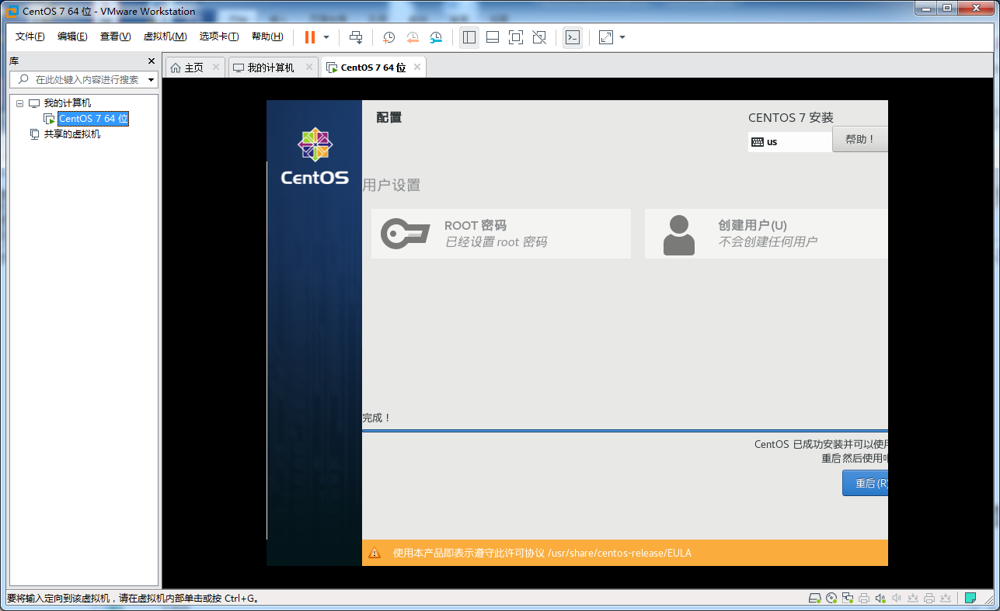 CentOS 7 64 位 - VMware Workstation
文件(F) 编辑(E) 查看(V) 虚拟机(M) 选项卡(T) 帮助(H)
库
在此处键入内容进行搜索
我的计算机
CentOS 7 64 位
共享的虚拟机
主页 我的计算机 CentOS 7 64 位
CentOS
配置
CENTOS 7 安装
us
帮助！
用户设置
ROOT 密码
已经设置 root 密码
创建用户(U)
不会创建任何用户
完成！
CentOS 已成功安装并可以使用
重启然后使用吧
重启(R)
使用本产品即表示遵守此许可协议 /usr/share/centos-release/EULA
要将输入定向到该虚拟机，请在虚拟机内部单击或按 Ctrl+G。